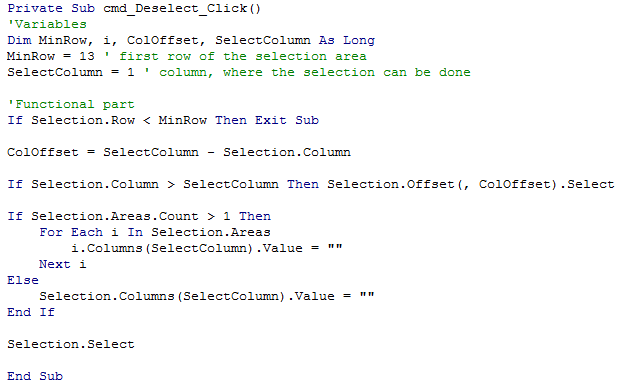 Private Sub cmd_Deselect_Click()
'Variables
Dim MinRow, i, ColOffset, SelectColumn As Long
MinRow = 13 ' first row of the selection area
SelectColumn = 1 ' column, where the selection can be done
'Functional part
If Selection.Row < MinRow Then Exit Sub
ColOffset = SelectColumn - Selection.Column
If Selection.Column > SelectColumn Then Selection.Offset(, ColOffset).Select
If Selection.Areas.Count > 1 Then
    For Each i In Selection.Areas
        i.Columns(SelectColumn).Value = ""
    Next i
Else
    Selection.Columns(SelectColumn).Value = ""
End If
Selection.Select
End Sub